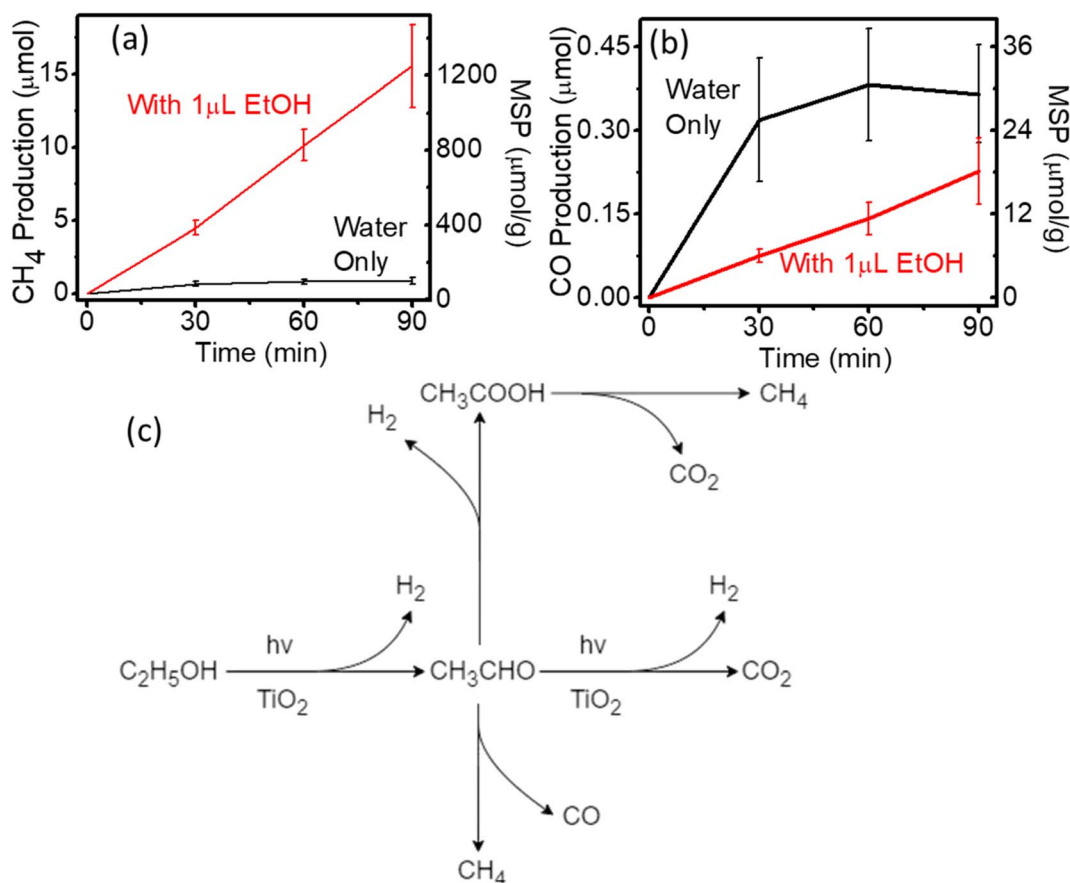 (a)
CH₄ Production (μmol)
15
10
5
0
With 1μL EtOH
Water
Only
1200
800
400
0
MSP (μmol/g)
0 30 60 90
Time (min)
(b)
CO Production (μmol)
0.45
0.30
0.15
0.00
Water
Only
With 1μL EtOH
36
24
12
0
MSP (μmol/g)
0 30 60 90
Time (min)
(c)
H₂
CH₃COOH
CH₄
CO₂
H₂
H₂
hv
hv
C₂H₅OH
CH₃CHO
CO₂
TiO₂
TiO₂
CO
CH₄